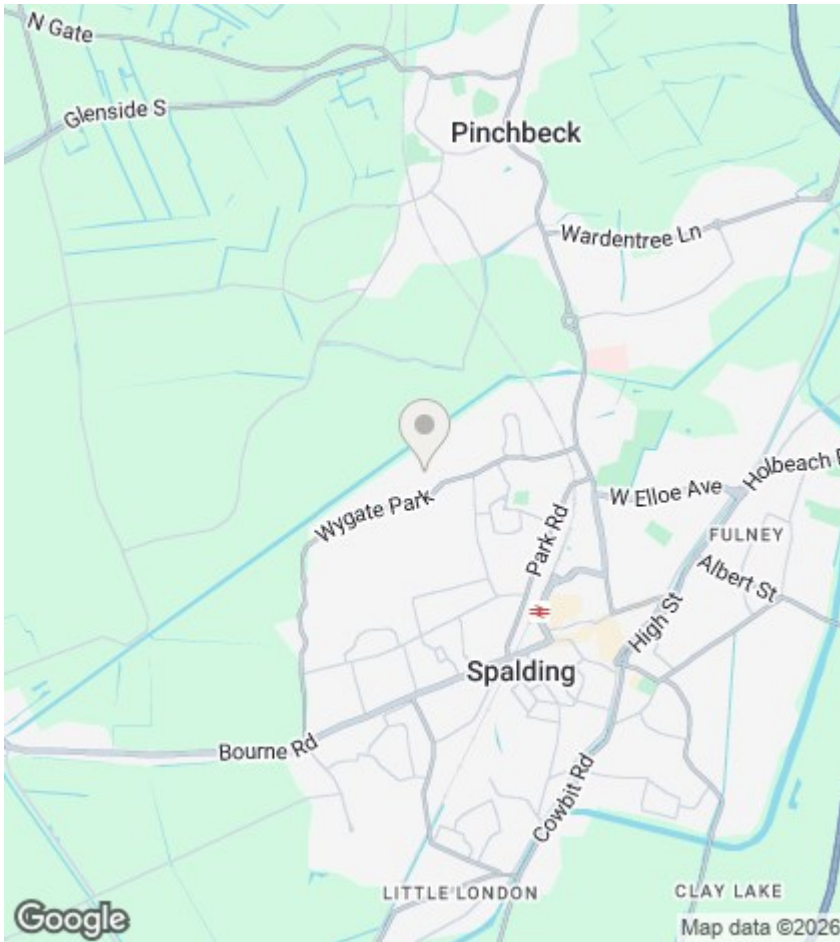 N Gate
Glenside S
Pinchbeck
Wardentree Ln
Wygate Park
W Elloe Ave
Holbeach R
Park Rd
FULNEY
Albert St
High St
Spalding
Bourne Rd
Cowbit Rd
LITTLE LONDON
CLAY LAKE
Google
Map data ©2026